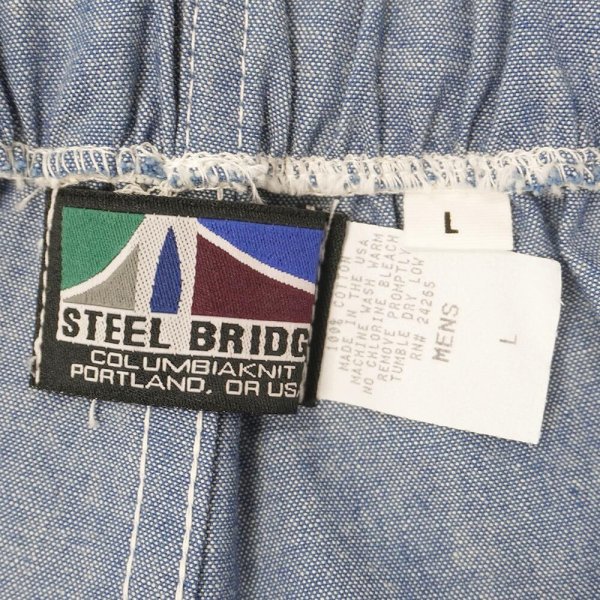 STEEL BRIDG
COLUMBIAKNIT
PORTLAND, OR US
L
100% COTTON
MADE IN THE USA
MACHINE WASH WARM
NO CHLORINE BLEACH
REMOVE PROMPTLY
TUMBLE DRY LOW
RN# 24265
MENS
L